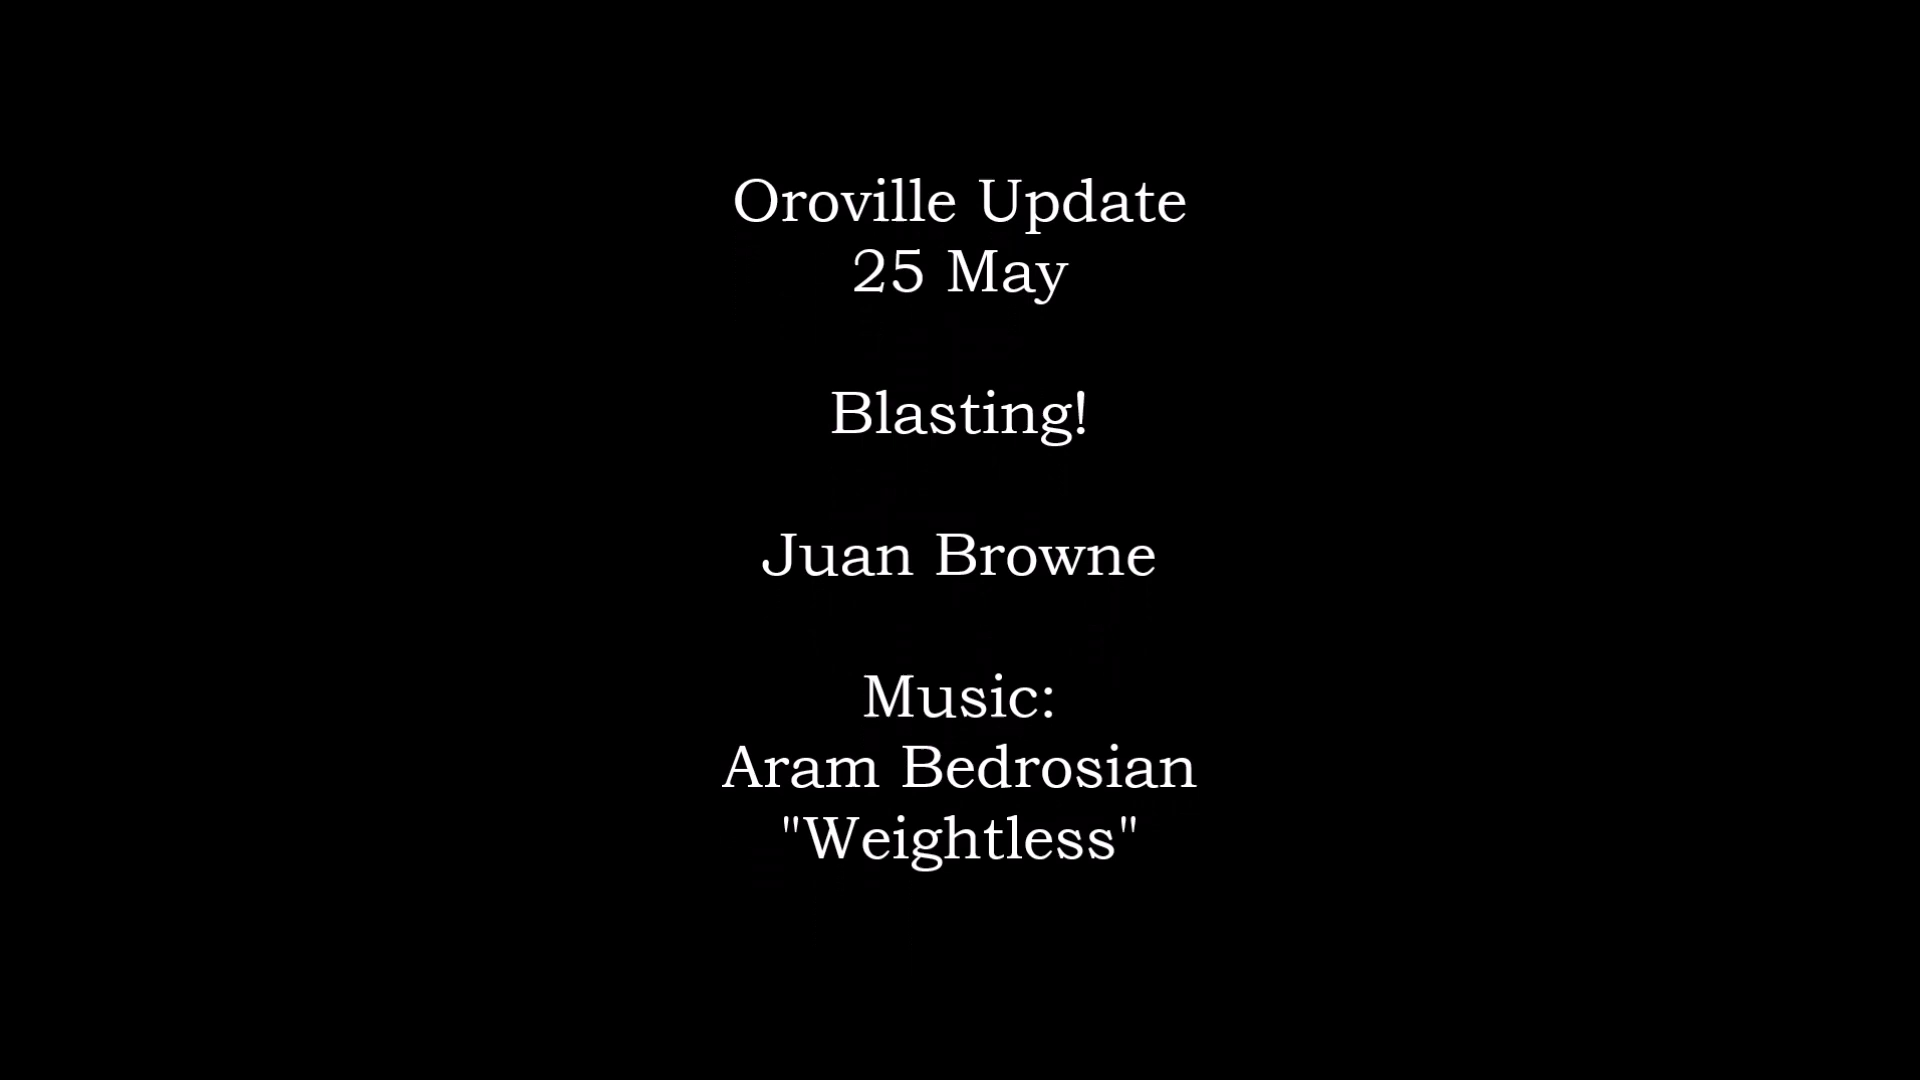 Oroville Update
25 May
Blasting!
Juan Browne
Music:
Aram Bedrosian
"Weightless"